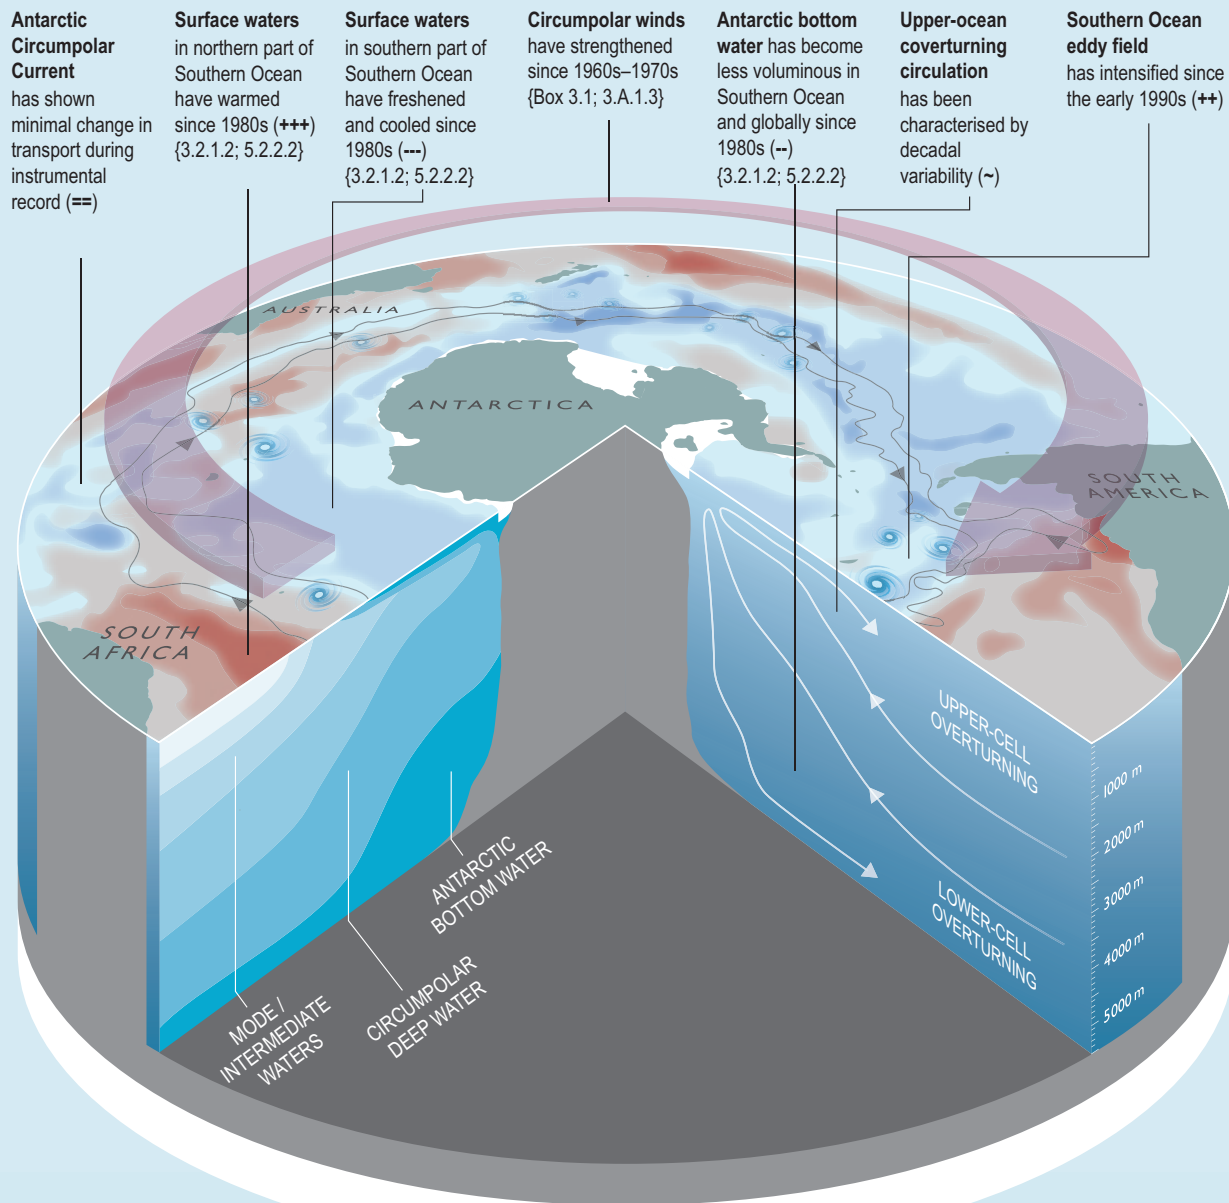 Antarctic
Circumpolar
Current
has shown
minimal change in
transport during
instrumental
record (==)
Surface waters
in northern part of
Southern Ocean
have warmed
since 1980s (+++)
{3.2.1.2; 5.2.2.2}
Surface waters
in southern part of
Southern Ocean
have freshened
and cooled since
1980s (---)
{3.2.1.2; 5.2.2.2}
Circumpolar winds
have strengthened
since 1960s–1970s
{Box 3.1; 3.A.1.3}
Antarctic bottom
water has become
less voluminous in
Southern Ocean
and globally since
1980s (--)
{3.2.1.2; 5.2.2.2}
Upper-ocean
coverturning
circulation
has been
characterised by
decadal
variability (~)
Southern Ocean
eddy field
has intensified since
the early 1990s (++)
AUSTRALIA
ANTARCTICA
SOUTH
AMERICA
SOUTH
AFRICA
UPPER-CELL
OVERTURNING
LOWER-CELL
OVERTURNING
1000 m
2000 m
3000 m
4000 m
5000 m
ANTARCTIC
BOTTOM WATER
CIRCUMPOLAR
DEEP WATER
MODE /
INTERMEDIATE
WATERS